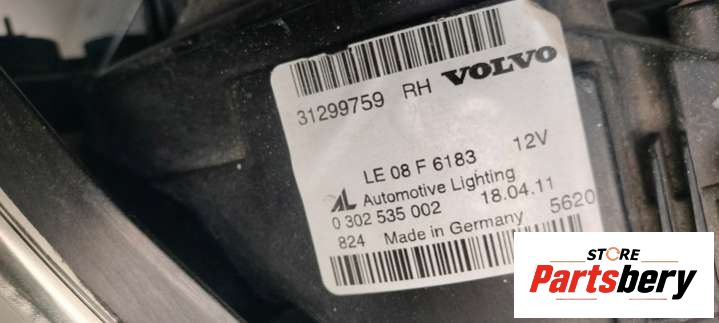 31299759 RH VOLVO
LE 08 F 6183 12V
AL Automotive Lighting
0 302 535 002 18.04.11
824 Made in Germany 5620
STORE
Partsbery